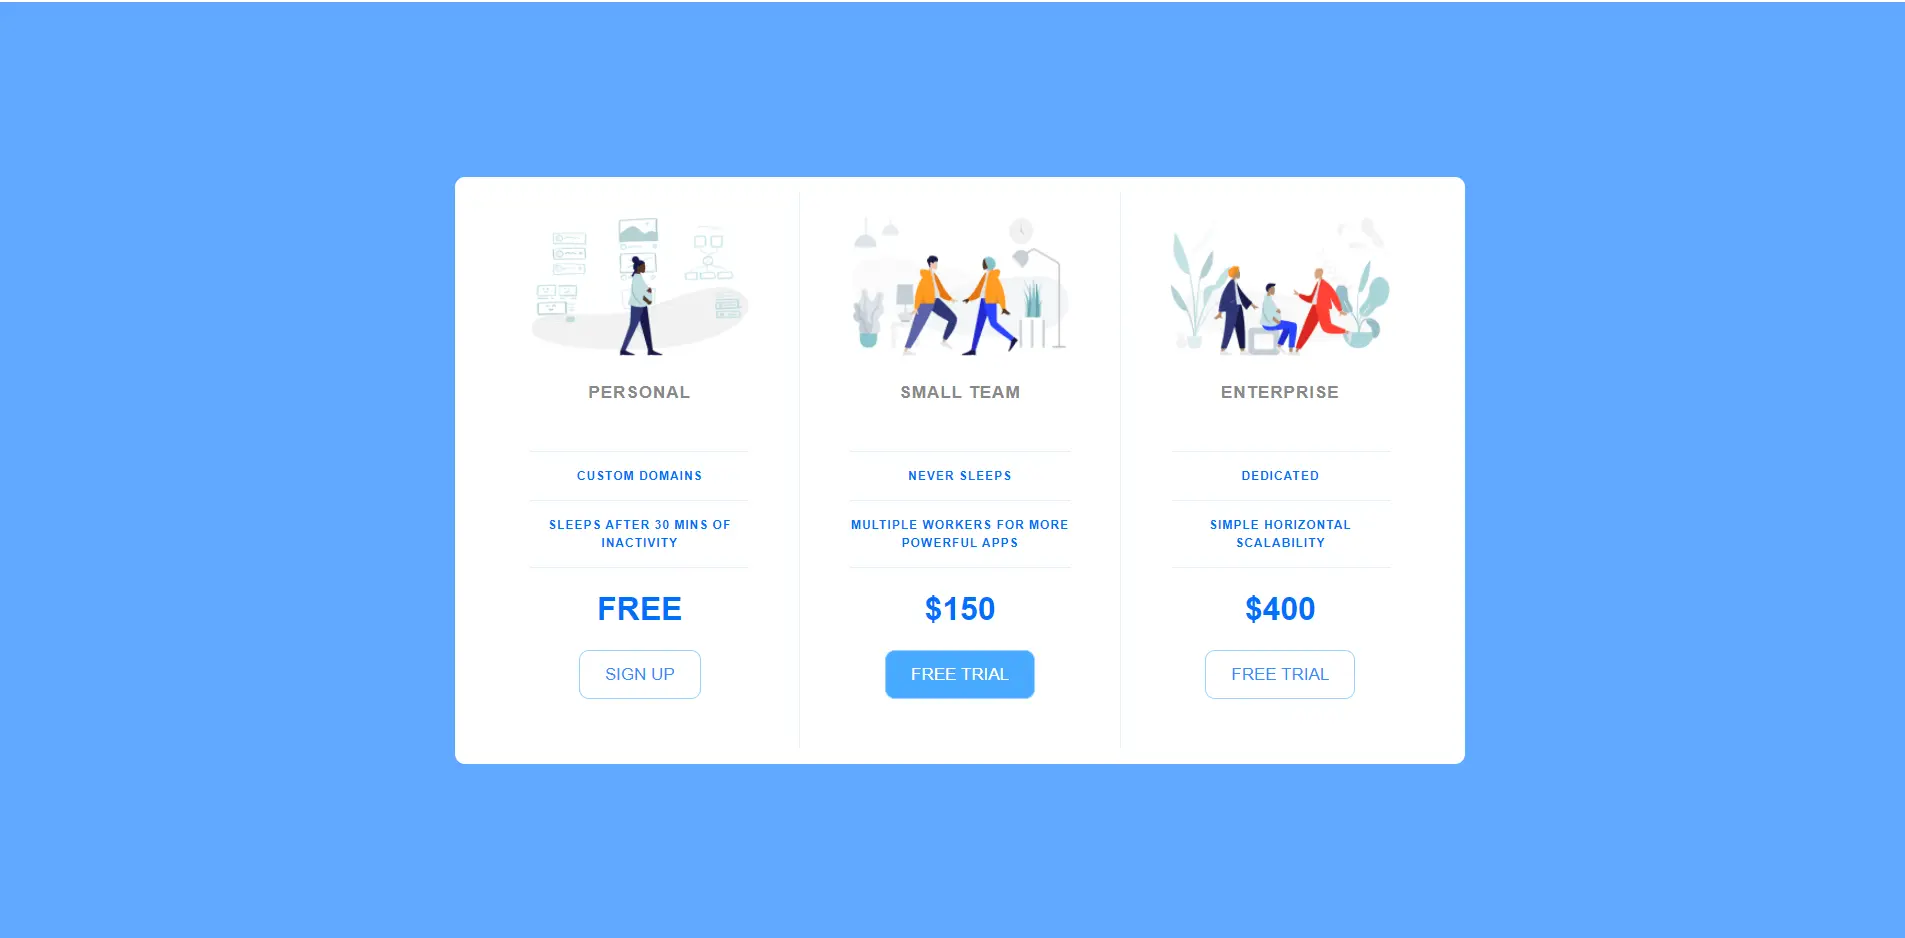 PERSONAL
CUSTOM DOMAINS
SLEEPS AFTER 30 MINS OF
INACTIVITY
FREE
SIGN UP
SMALL TEAM
NEVER SLEEPS
MULTIPLE WORKERS FOR MORE
POWERFUL APPS
$150
FREE TRIAL
ENTERPRISE
DEDICATED
SIMPLE HORIZONTAL
SCALABILITY
$400
FREE TRIAL